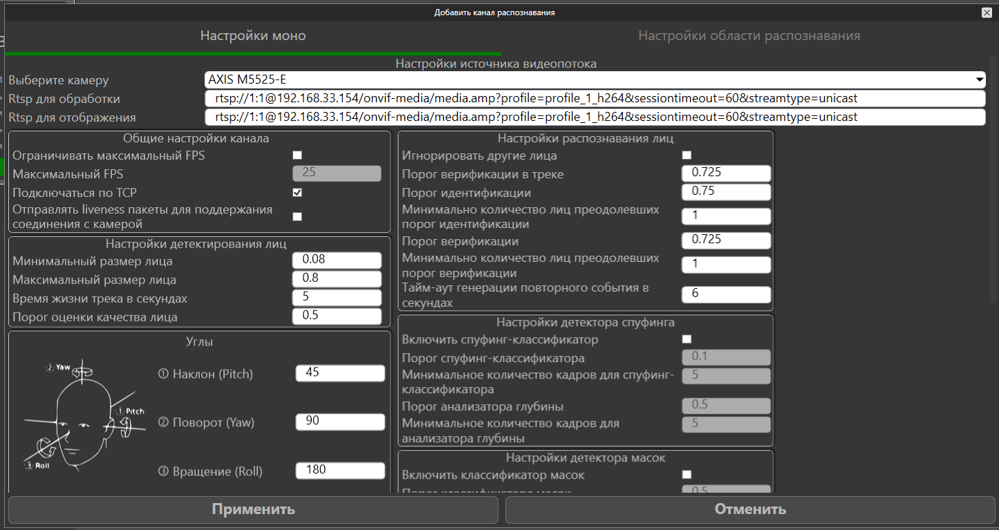 Добавить канал распознавания
Настройки моно
Настройки области распознавания
Настройки источника видеопотока
Выберите камеру
AXIS M5525-E
Rtsp для обработки
rtsp://1:1@192.168.33.154/onvif-media/media.amp?profile=profile_1_h264&sessiontimeout=60&streamtype=unicast
Rtsp для отображения
rtsp://1:1@192.168.33.154/onvif-media/media.amp?profile=profile_1_h264&sessiontimeout=60&streamtype=unicast
Общие настройки канала
Ограничивать максимальный FPS
Максимальный FPS
25
Подключаться по TCP
Отправлять liveness пакеты для поддержания
соединения с камерой
Настройки детектирования лиц
Минимальный размер лица
0.08
Максимальный размер лица
0.8
Время жизни трека в секундах
5
Порог оценки качества лица
0.5
Углы
② Yaw
① Pitch
③ Roll
① Наклон (Pitch)
45
② Поворот (Yaw)
90
③ Вращение (Roll)
180
Настройки распознавания лиц
Игнорировать другие лица
Порог верификации в треке
0.725
Порог идентификации
0.75
Минимально количество лиц преодолевших
порог идентификации
1
Порог верификации
0.725
Минимально количество лиц преодолевших
порог верификации
1
Тайм-аут генерации повторного события в
секундах
6
Настройки детектора спуфинга
Включить спуфинг-классификатор
Порог спуфинг-классификатора
0.1
Минимальное количество кадров для спуфинг-
классификатора
5
Порог анализатора глубины
0.5
Минимальное количество кадров для
анализатора глубины
5
Настройки детектора масок
Включить классификатор масок
Порог классификатора масок
0.5
Применить
Отменить